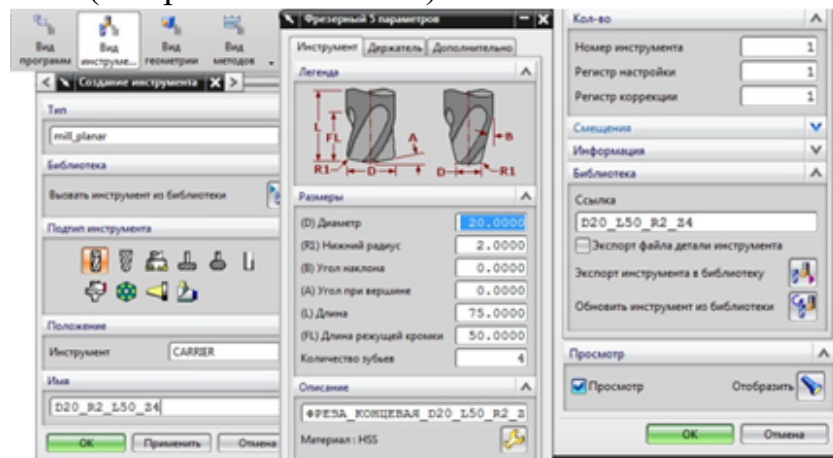 Вид программ
Вид инструме...
Вид геометрии
Вид методов
Создание инструмента
Тип
mill_planar
Библиотека
Вызвать инструмент из библиотеки
Подтип инструмента
Положение
Инструмент CARRIER
Имя
D20_R2_L50_Z4
OK Применить Отмена
Фрезерный 5 параметров
Инструмент Держатель Дополнительно
Легенда
L FL A B
R1 D D R1
Размеры
(D) Диаметр 20.0000
(R1) Нижний радиус 2.0000
(B) Угол наклона 0.0000
(A) Угол при вершине 0.0000
(L) Длина 75.0000
(FL) Длина режущей кромки 50.0000
Количество зубьев 4
Описание
ФРЕЗА_КОНЦЕВАЯ_D20_L50_R2_Z
Материал : HSS
Кол-во
Номер инструмента 1
Регистр настройки 1
Регистр коррекции 1
Смещения
Информация
Библиотека
Ссылка
D20_L50_R2_Z4
Экспорт файла детали инструмента
Экспорт инструмента в библиотеку
Обновить инструмент из библиотеки
Просмотр
Просмотр Отобразить
OK Отмена